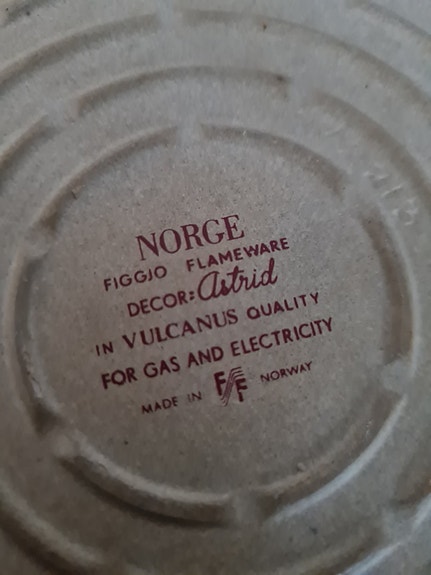 NORGE
FIGGJO FLAMEWARE
DECOR: Astrid
IN VULCANUS QUALITY
FOR GAS AND ELECTRICITY
MADE IN FF NORWAY